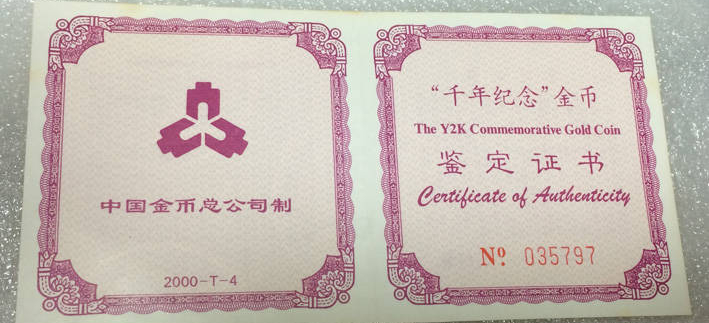 中国金币总公司制
2000-T-4
“千年纪念”金币
The Y2K Commemorative Gold Coin
鉴定证书
Certificate of Authenticity
Nº 035797